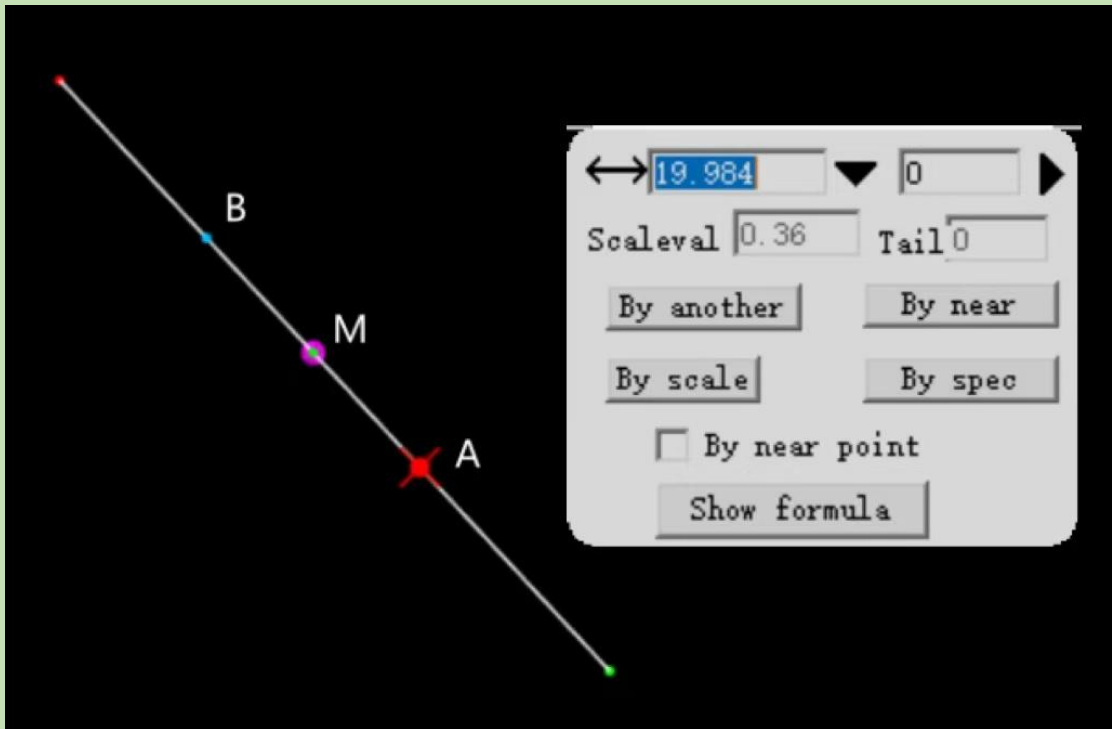 B
M
A
19.984 0
Scaleval 0.36 Tail 0
By another By near
By scale By spec
By near point
Show formula